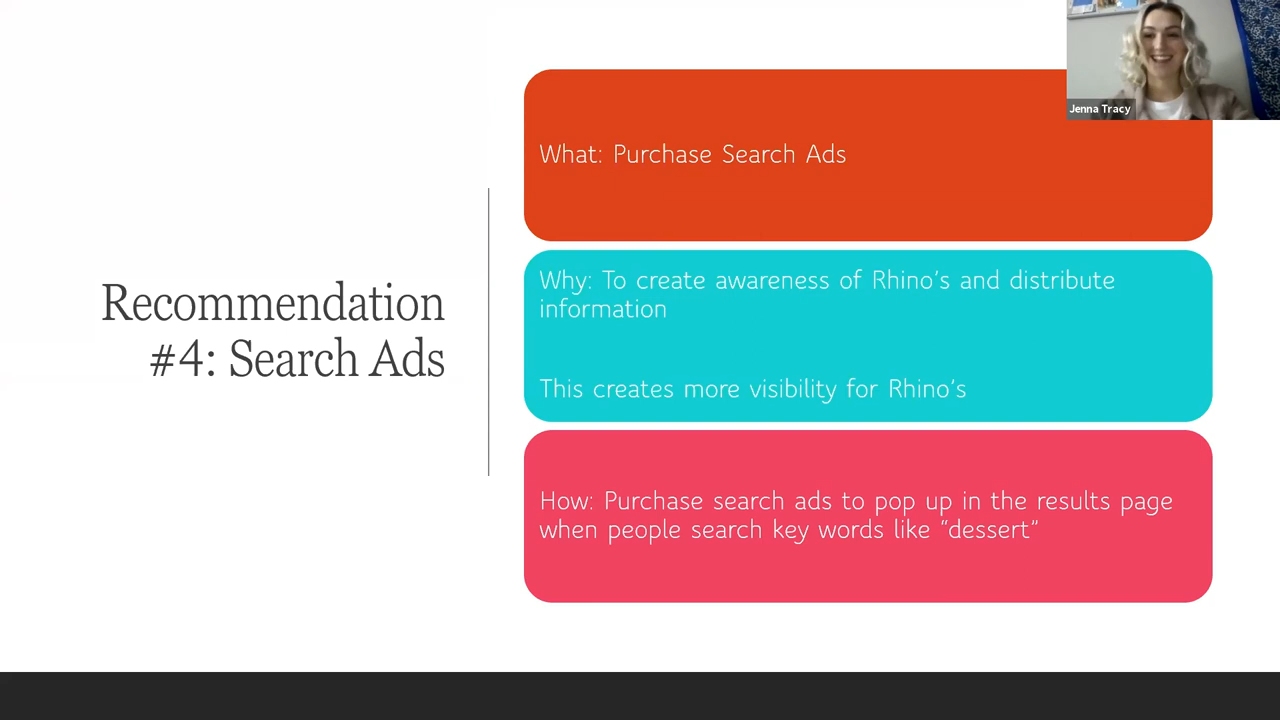 Jenna Tracy
Recommendation
#4: Search Ads
What: Purchase Search Ads
Why: To create awareness of Rhino's and distribute
information
This creates more visibility for Rhino's
How: Purchase search ads to pop up in the results page
when people search key words like "dessert"